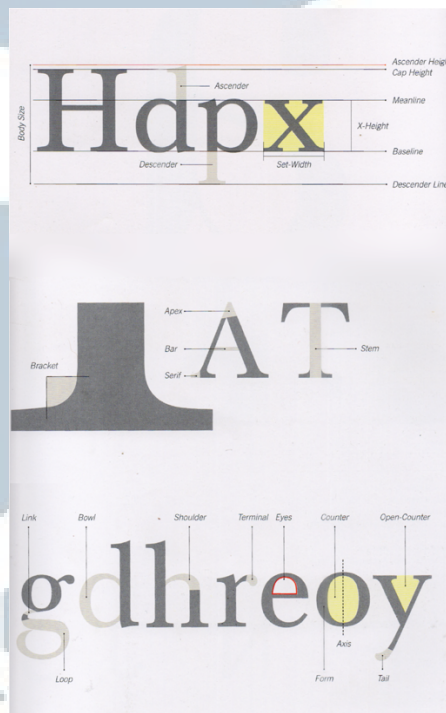 Ascender Heigh
Cap Height
Hdpx
Ascender
Meanline
Body Size
X-Height
Baseline
Descender
Set-Width
Descender Line
Apex
AT
Bar
Stem
Bracket
Serif
Link Bowl Shoulder Terminal Eyes Counter Open-Counter
gdhreoy
Axis
Loop Form Tail